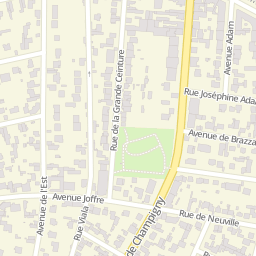 Avenue Adam
Rue de la Grande Ceinture
Rue Joséphine Ada
Avenue de Brazza
Avenue de l'Est
Avenue Joffre
Rue Viala
de Champigny
Rue de Neuville